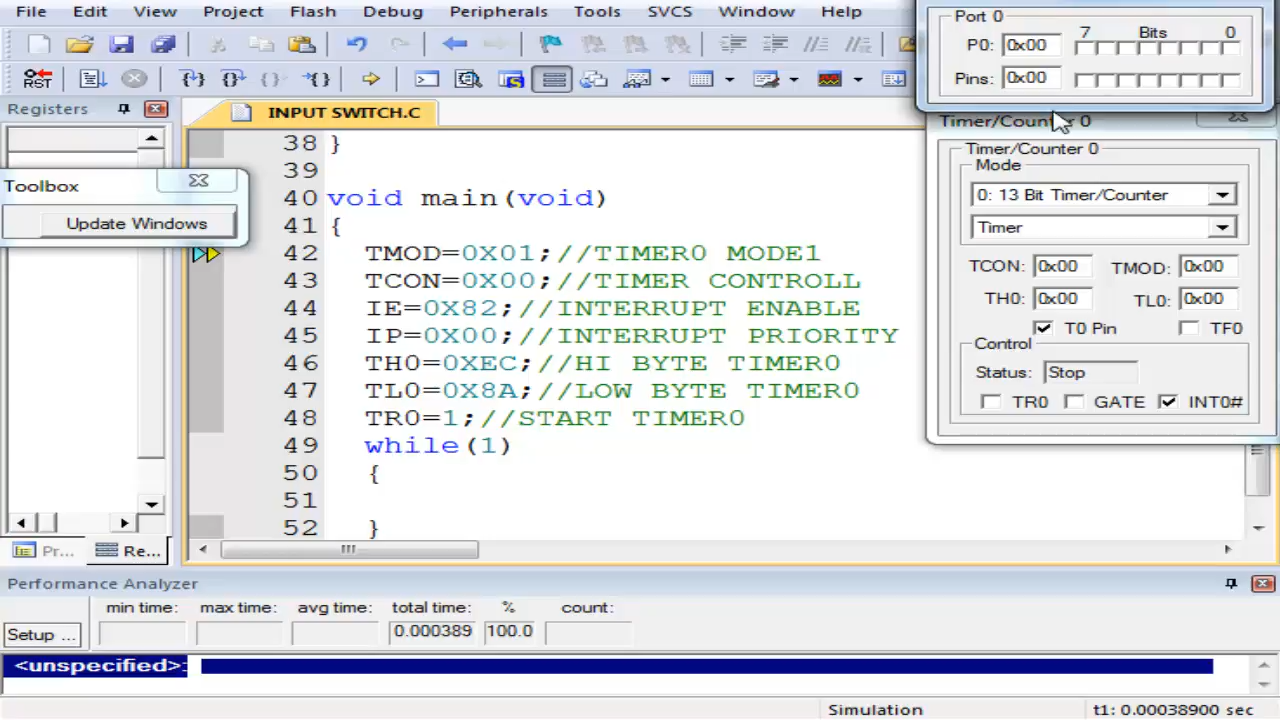 File Edit View Project Flash Debug Peripherals Tools SVCS Window Help
Port 0
P0: 0x00 7 Bits 0
Pins: 0x00
Registers
INPUT SWITCH.C
Timer/Counter 0
Timer/Counter 0
Mode
0: 13 Bit Timer/Counter
Timer
TCON: 0x00 TMOD: 0x00
TH0: 0x00 TL0: 0x00
T0 Pin TF0
Control
Status: Stop
TR0 GATE INT0#
Toolbox
Update Windows
38 }
39
40 void main(void)
41 {
42 TMOD=0X01;//TIMER0 MODE1
43 TCON=0X00;//TIMER CONTROLL
44 IE=0X82;//INTERRUPT ENABLE
45 IP=0X00;//INTERRUPT PRIORITY
46 TH0=0XEC;//HI BYTE TIMER0
47 TL0=0X8A;//LOW BYTE TIMER0
48 TR0=1;//START TIMER0
49 while(1)
50 {
51
52 }
Pr... Re...
Performance Analyzer
min time: max time: avg time: total time: % count:
Setup ... 0.000389 100.0
<unspecified>:
Simulation t1: 0.00038900 sec